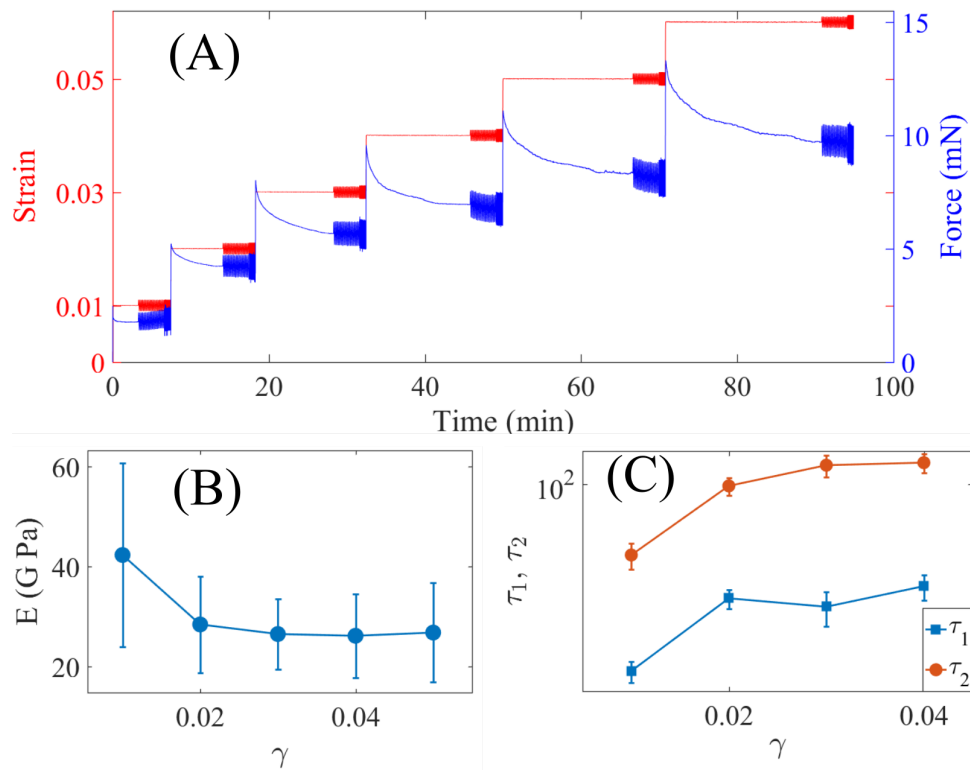 (A)
Strain
0.05
0.03
0.01
0
15
10
5
0
Force (mN)
0 20 40 60 80 100
Time (min)
(B)
E (G Pa)
60
40
20
0.02 0.04
γ
(C)
τ₁, τ₂
10²
τ₁
τ₂
0.02 0.04
γ